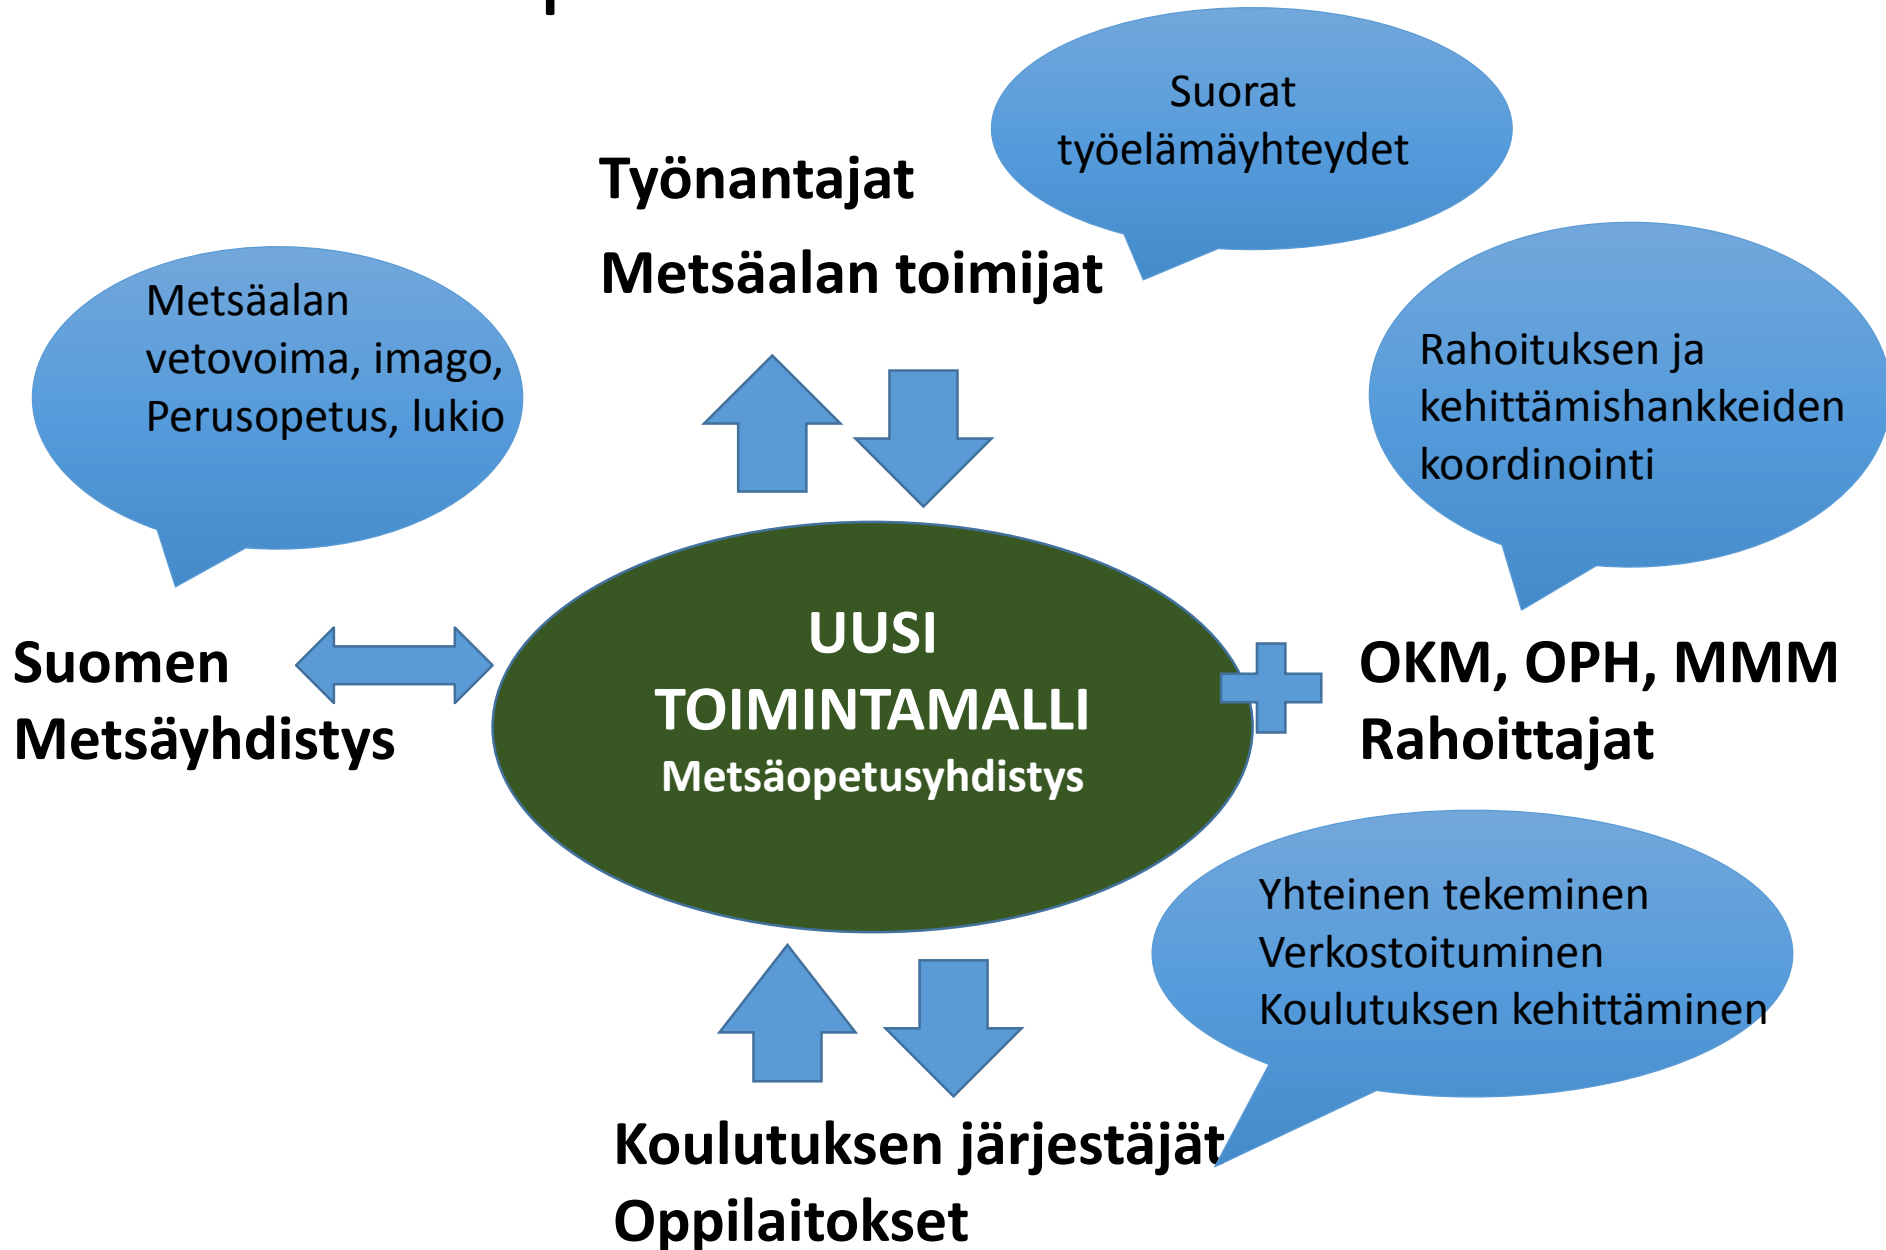 Suorat
työelämäyhteydet
Työnantajat
Metsäalan toimijat
Metsäalan
vetovoima, imago,
Perusopetus, lukio
Rahoituksen ja
kehittämishankkeiden
koordinointi
Suomen
Metsäyhdistys
UUSI
TOIMINTAMALLI
Metsäopetusyhdistys
OKM, OPH, MMM
Rahoittajat
Yhteinen tekeminen
Verkostoituminen
Koulutuksen kehittäminen
Koulutuksen järjestäjät
Oppilaitokset